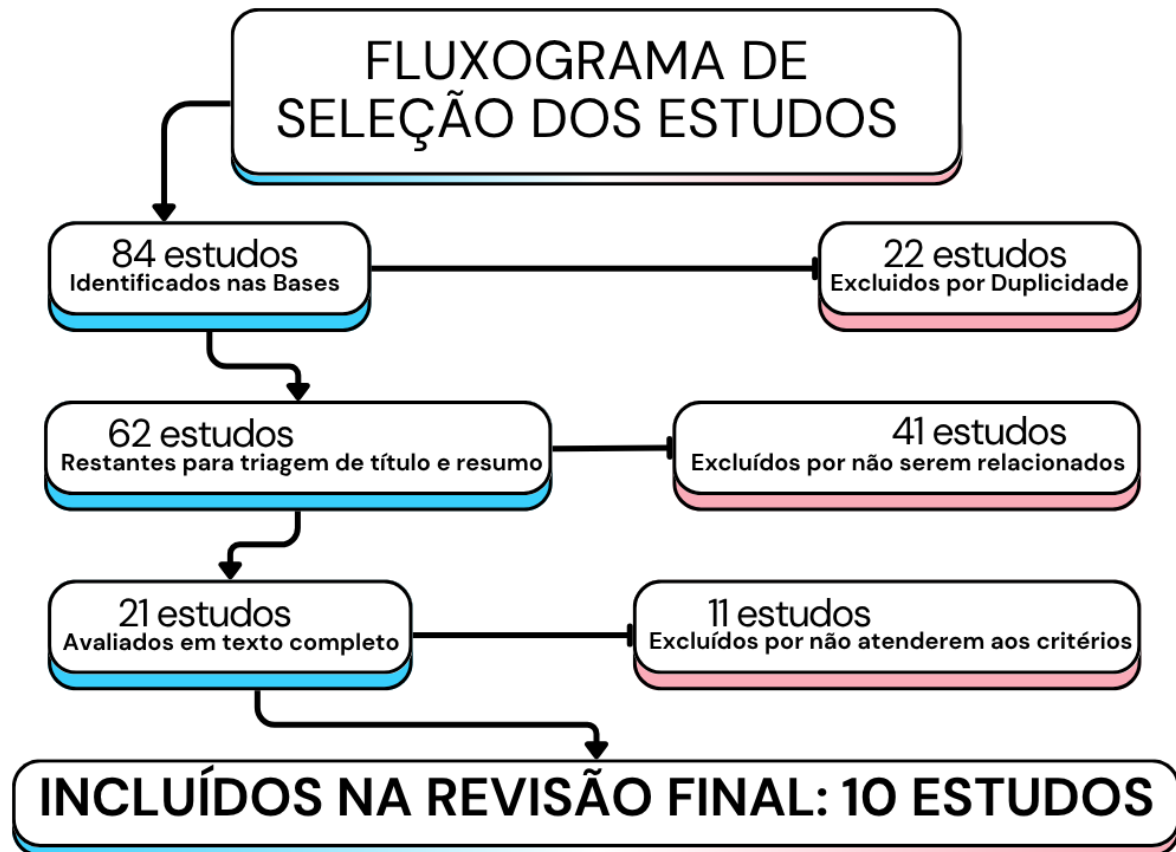 FLUXOGRAMA DE
SELEÇÃO DOS ESTUDOS
84 estudos
Identificados nas Bases
22 estudos
Excluidos por Duplicidade
62 estudos
Restantes para triagem de título e resumo
41 estudos
Excluídos por não serem relacionados
21 estudos
Avaliados em texto completo
11 estudos
Excluídos por não atenderem aos critérios
INCLUÍDOS NA REVISÃO FINAL: 10 ESTUDOS